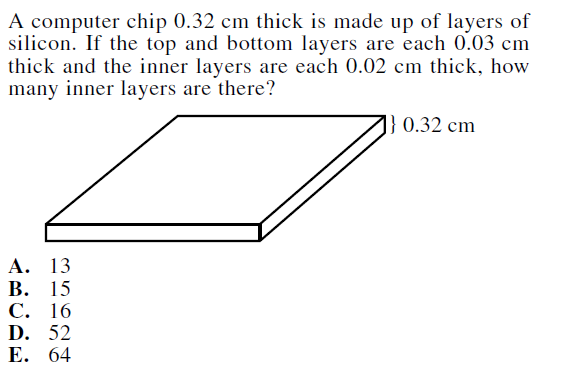 A computer chip 0.32 cm thick is made up of layers of
silicon. If the top and bottom layers are each 0.03 cm
thick and the inner layers are each 0.02 cm thick, how
many inner layers are there?
} 0.32 cm
A. 13
B. 15
C. 16
D. 52
E. 64